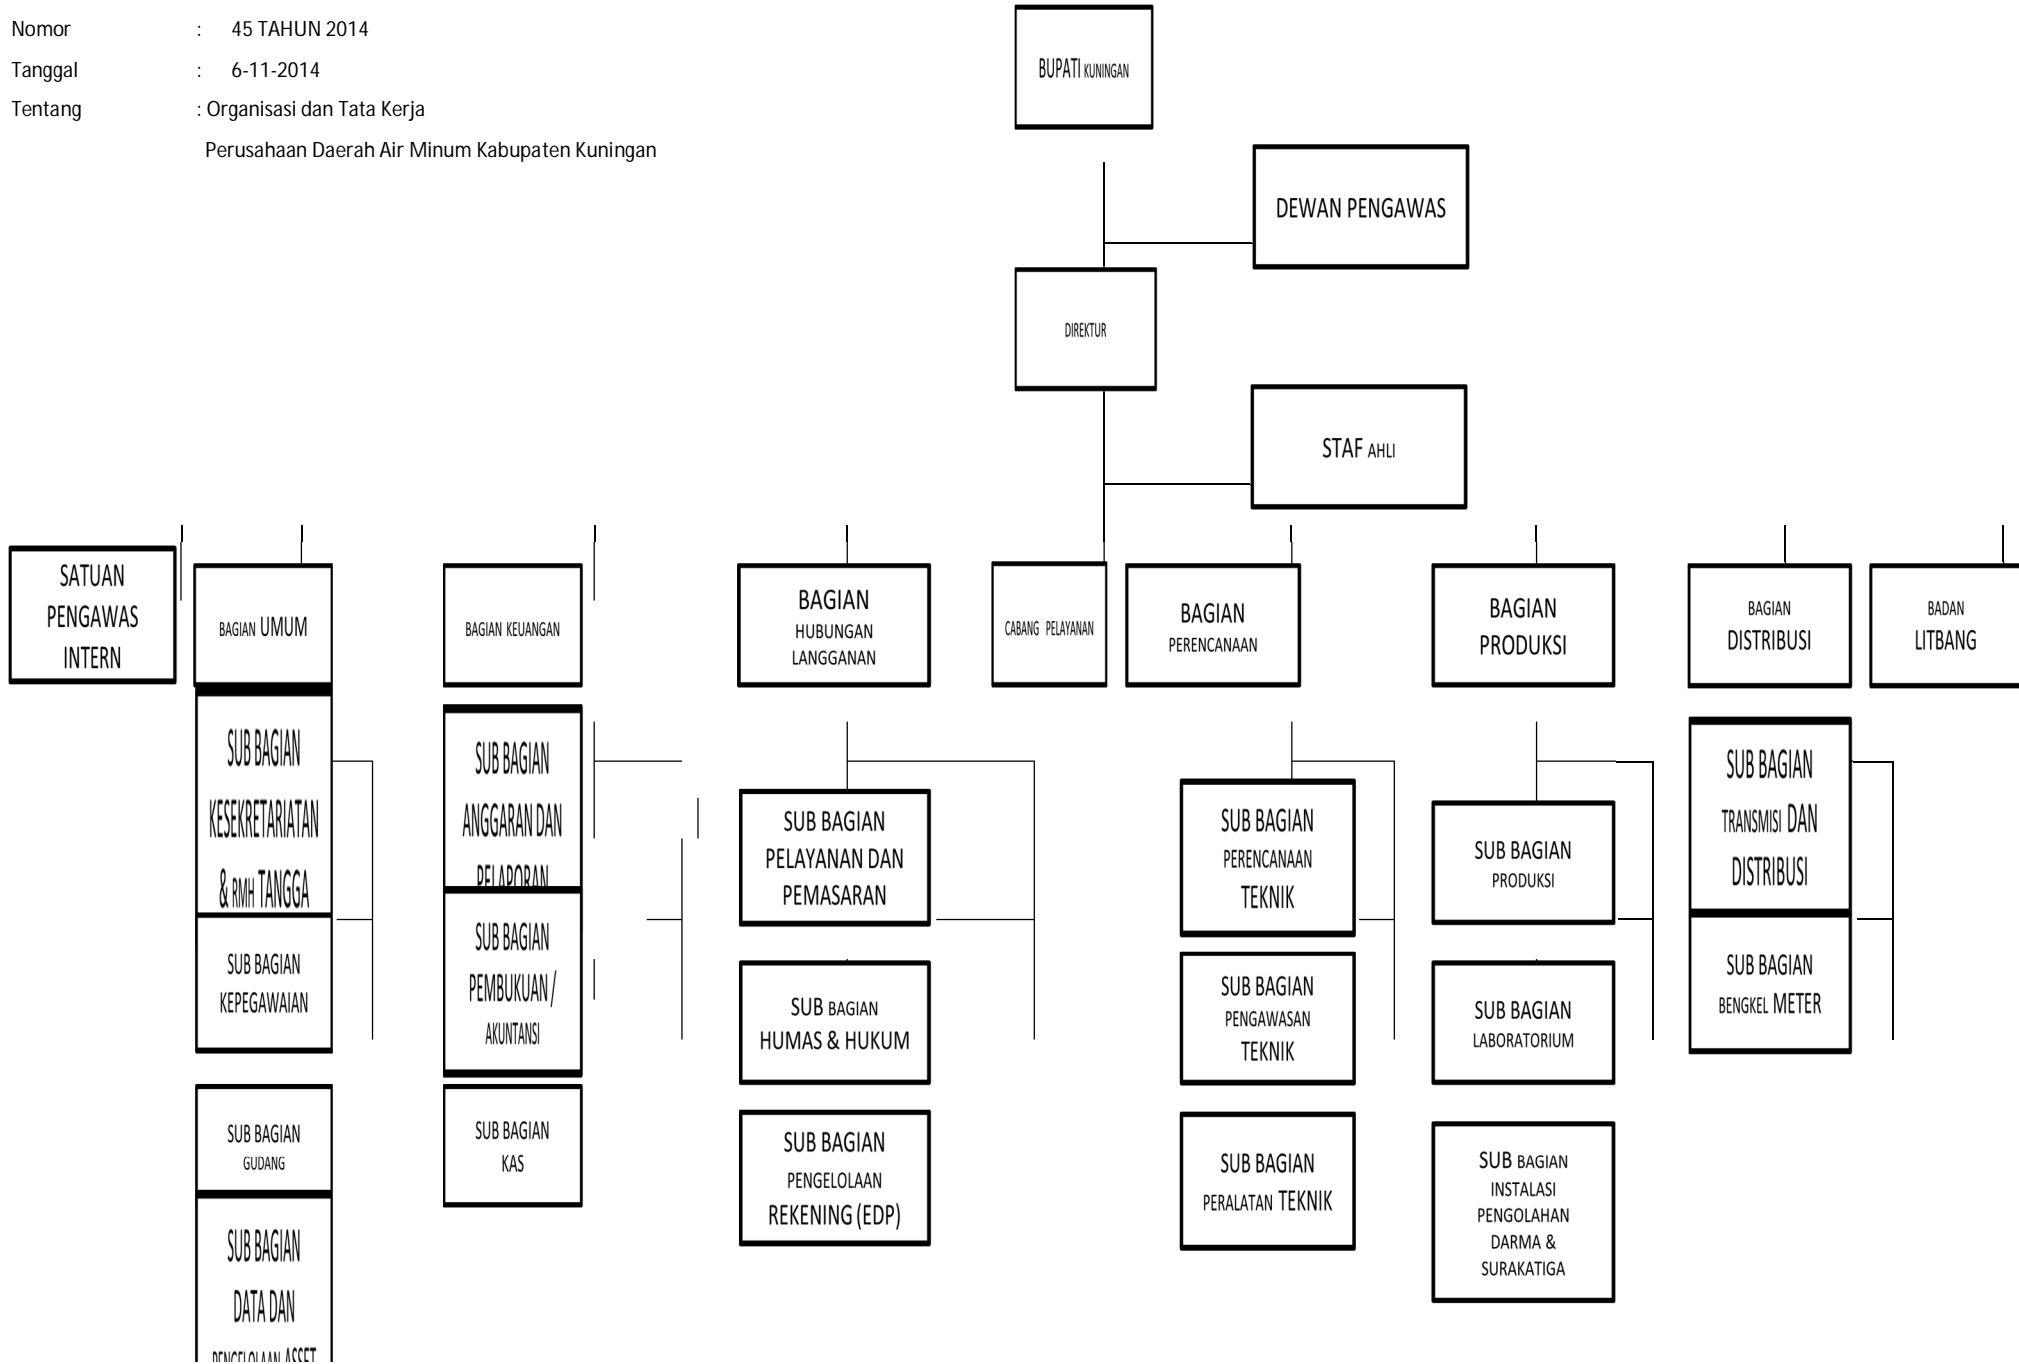 Nomor : 45 TAHUN 2014
Tanggal : 6-11-2014
Tentang : Organisasi dan Tata Kerja
Perusahaan Daerah Air Minum Kabupaten Kuningan
BUPATI KUNINGAN
DEWAN PENGAWAS
DIREKTUR
STAF AHLI
SATUAN
PENGAWAS
INTERN
BAGIAN UMUM
BAGIAN KEUANGAN
BAGIAN
HUBUNGAN
LANGGANAN
CABANG PELAYANAN
BAGIAN
PERENCANAAN
BAGIAN
PRODUKSI
BAGIAN
DISTRIBUSI
BADAN
LITBANG
SUB BAGIAN
KESEKRETARIATAN
& RMH TANGGA
SUB BAGIAN
KEPEGAWAIAN
SUB BAGIAN
GUDANG
SUB BAGIAN
DATA DAN
PENGELOLAAN ASSET
SUB BAGIAN
ANGGARAN DAN
PELAPORAN
SUB BAGIAN
PEMBUKUAN /
AKUNTANSI
SUB BAGIAN
KAS
SUB BAGIAN
PELAYANAN DAN
PEMASARAN
SUB BAGIAN
HUMAS & HUKUM
SUB BAGIAN
PENGELOLAAN
REKENING (EDP)
SUB BAGIAN
PERENCANAAN
TEKNIK
SUB BAGIAN
PENGAWASAN
TEKNIK
SUB BAGIAN
PERALATAN TEKNIK
SUB BAGIAN
PRODUKSI
SUB BAGIAN
LABORATORIUM
SUB BAGIAN
INSTALASI
PENGOLAHAN
DARMA &
SURAKATIGA
SUB BAGIAN
TRANSMISI DAN
DISTRIBUSI
SUB BAGIAN
BENGKEL METER